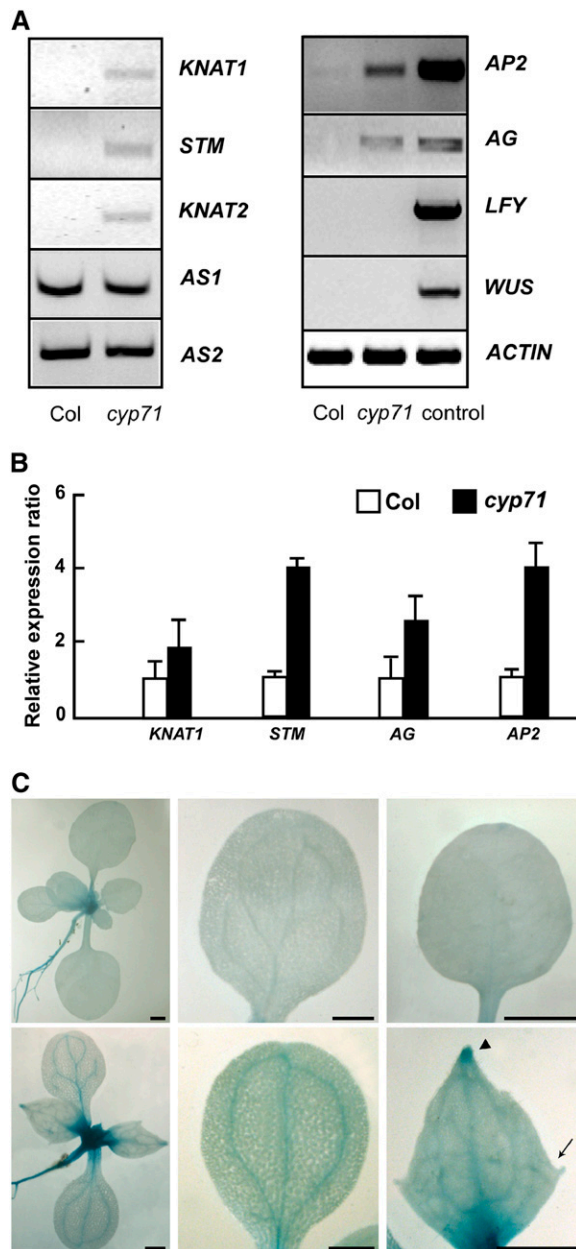 A
KNAT1
STM
KNAT2
AS1
AS2
Col cyp71
AP2
AG
LFY
WUS
ACTIN
Col cyp71 control
B
Relative expression ratio
6
4
2
0
Col
cyp71
KNAT1 STM AG AP2
C